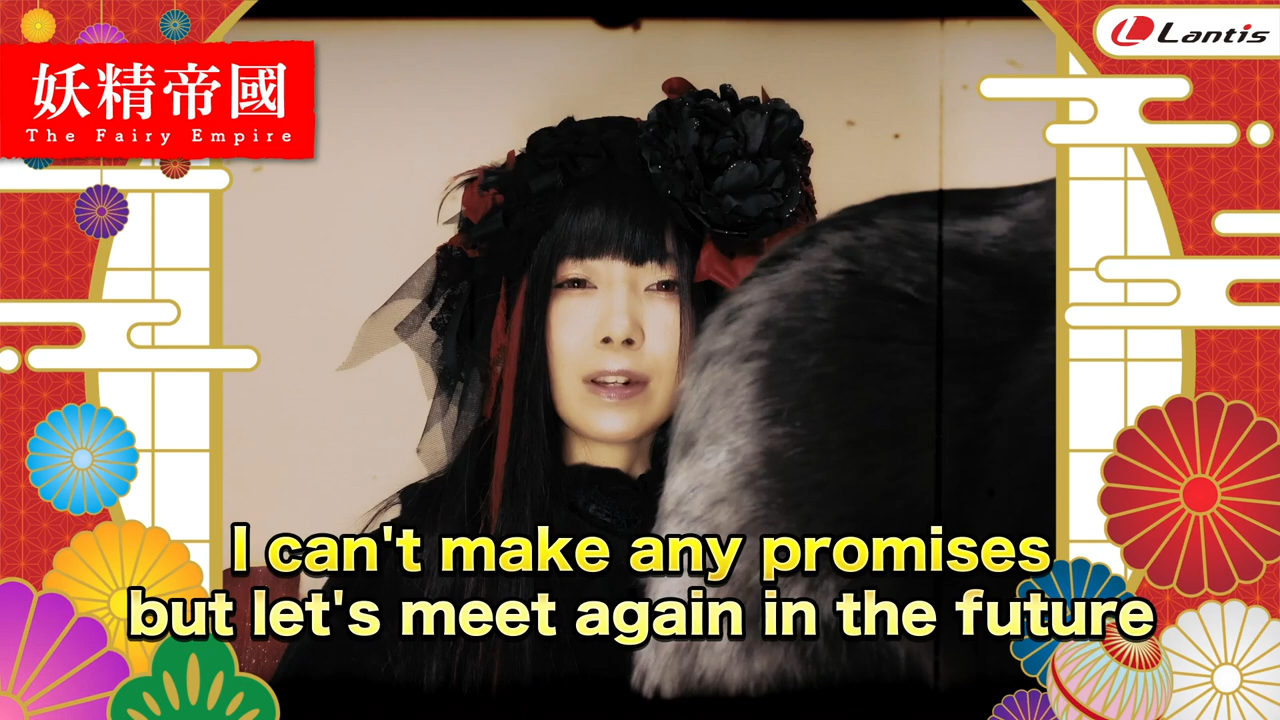 妖精帝國
The Fairy Empire
Lantis
I can't make any promises
but let's meet again in the future